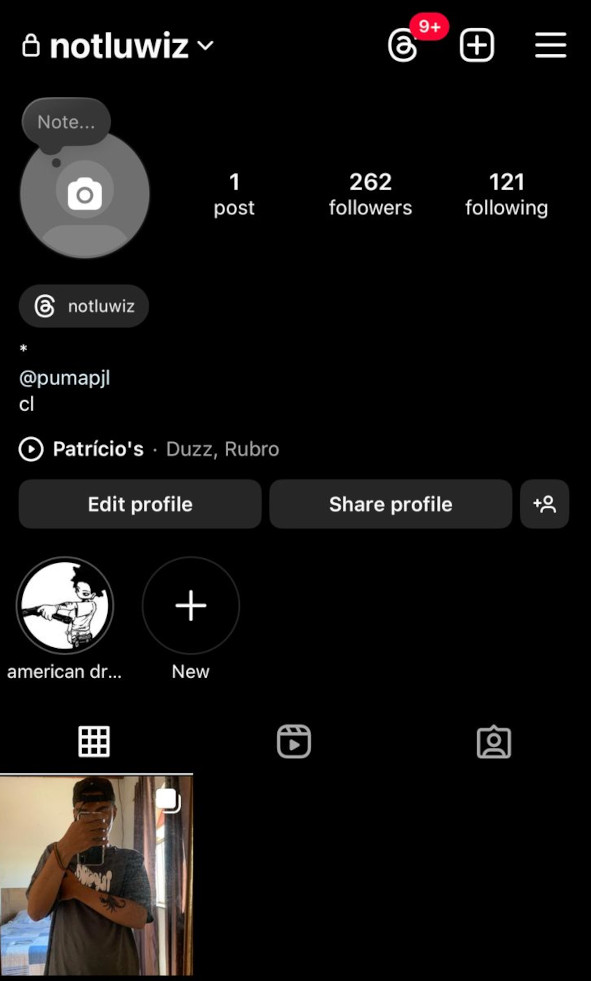 notluwiz
9+
Note...
1
post
262
followers
121
following
notluwiz
*
@pumapjl
cl
Patrício's · Duzz, Rubro
Edit profile
Share profile
american dr...
New